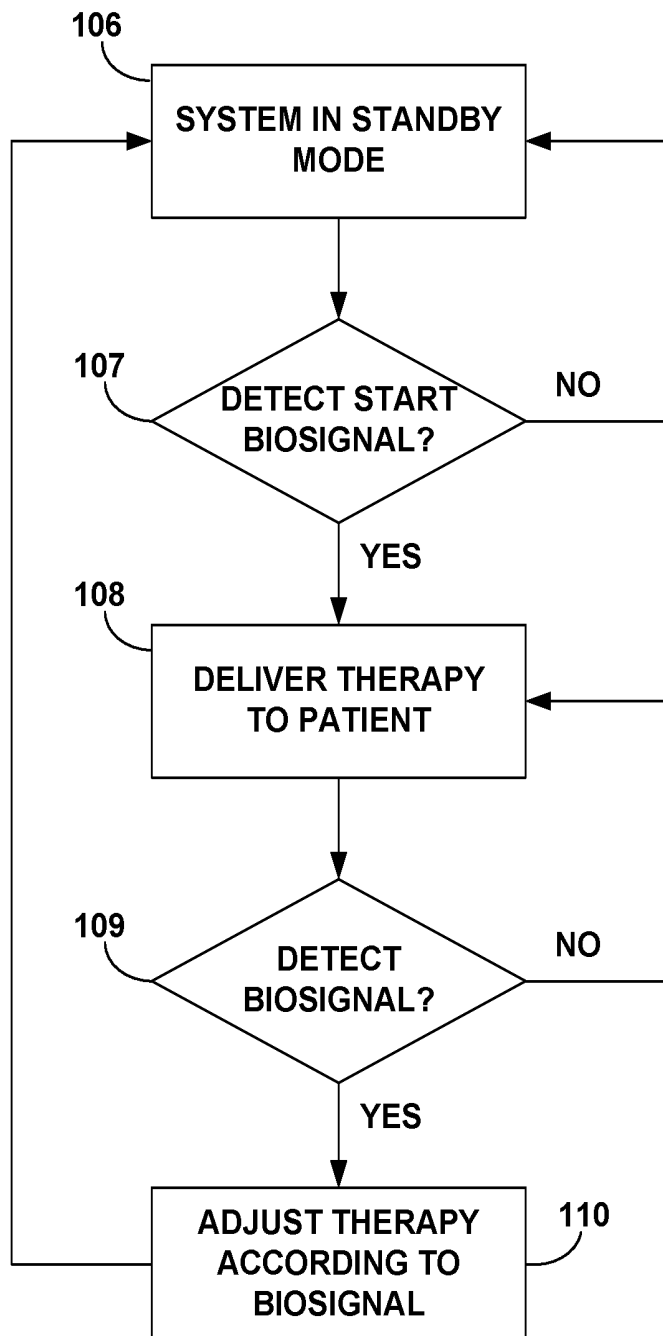 106
SYSTEM IN STANDBY
MODE
107
DETECT START
BIOSIGNAL?
NO
YES
108
DELIVER THERAPY
TO PATIENT
109
DETECT
BIOSIGNAL?
NO
YES
ADJUST THERAPY
ACCORDING TO
BIOSIGNAL
110